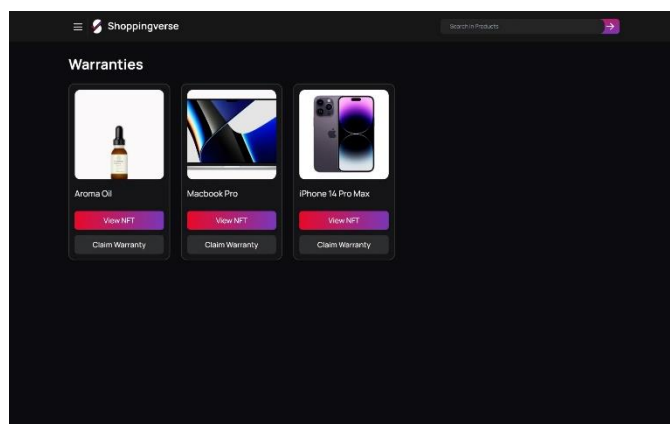 Shoppingverse
Search in Products
Warranties
Aroma Oil
Macbook Pro
iPhone 14 Pro Max
View NFT
View NFT
View NFT
Claim Warranty
Claim Warranty
Claim Warranty